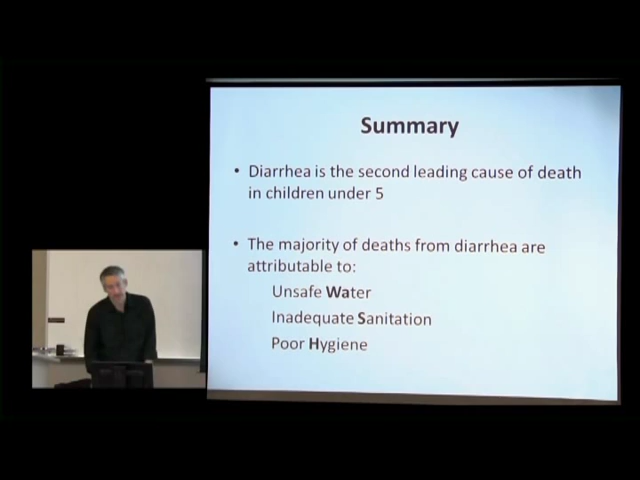 Summary
• Diarrhea is the second leading cause of death
in children under 5
• The majority of deaths from diarrhea are
attributable to:
Unsafe Water
Inadequate Sanitation
Poor Hygiene